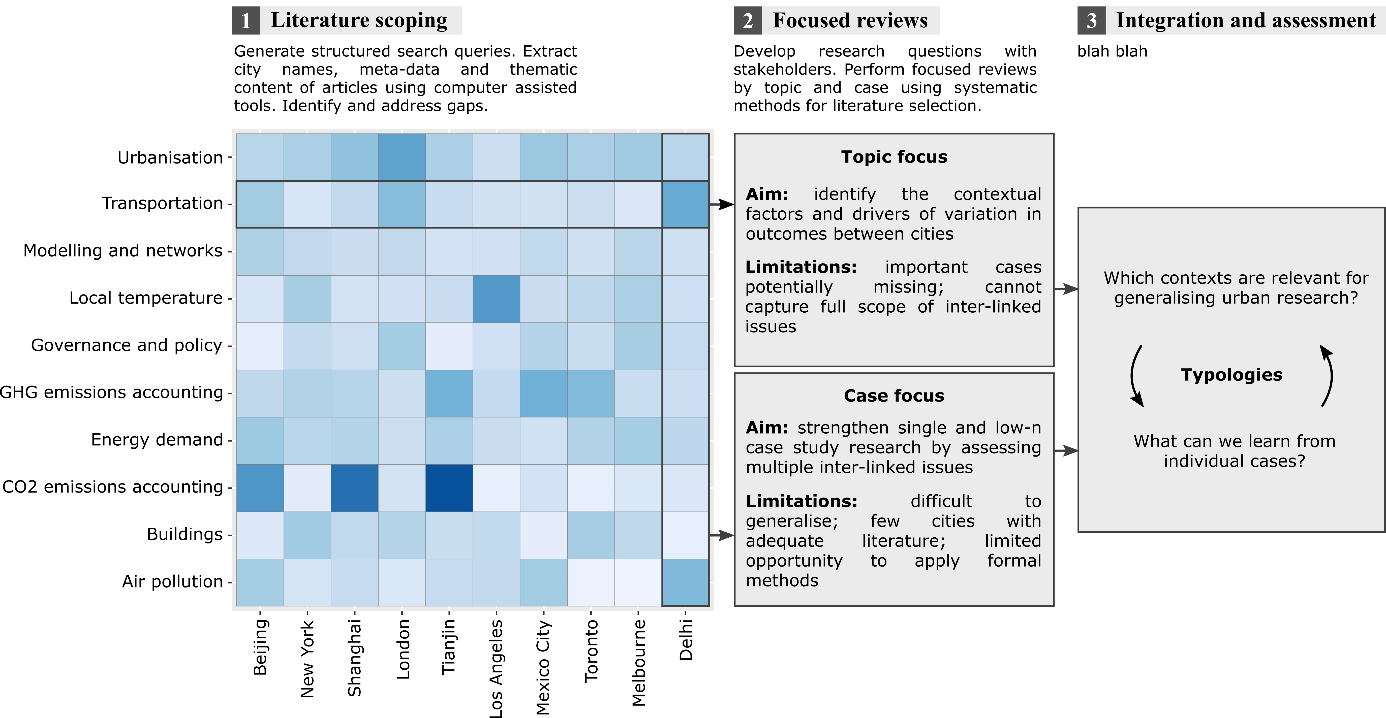 1 Literature scoping
Generate structured search queries. Extract
city names, meta-data and thematic
content of articles using computer assisted
tools. Identify and address gaps.
2 Focused reviews
Develop research questions with
stakeholders. Perform focused reviews
by topic and case using systematic
methods for literature selection.
3 Integration and assessment
blah blah
Urbanisation
Transportation
Modelling and networks
Local temperature
Governance and policy
GHG emissions accounting
Energy demand
CO2 emissions accounting
Buildings
Air pollution
Beijing
New York
Shanghai
London
Tianjin
Los Angeles
Mexico City
Toronto
Melbourne
Delhi
Topic focus
Aim: identify the contextual
factors and drivers of variation in
outcomes between cities
Limitations: important cases
potentially missing; cannot
capture full scope of inter-linked
issues
Case focus
Aim: strengthen single and low-n
case study research by assessing
multiple inter-linked issues
Limitations: difficult to
generalise; few cities with
adequate literature; limited
opportunity to apply formal
methods
Which contexts are relevant for
generalising urban research?
Typologies
What can we learn from
individual cases?